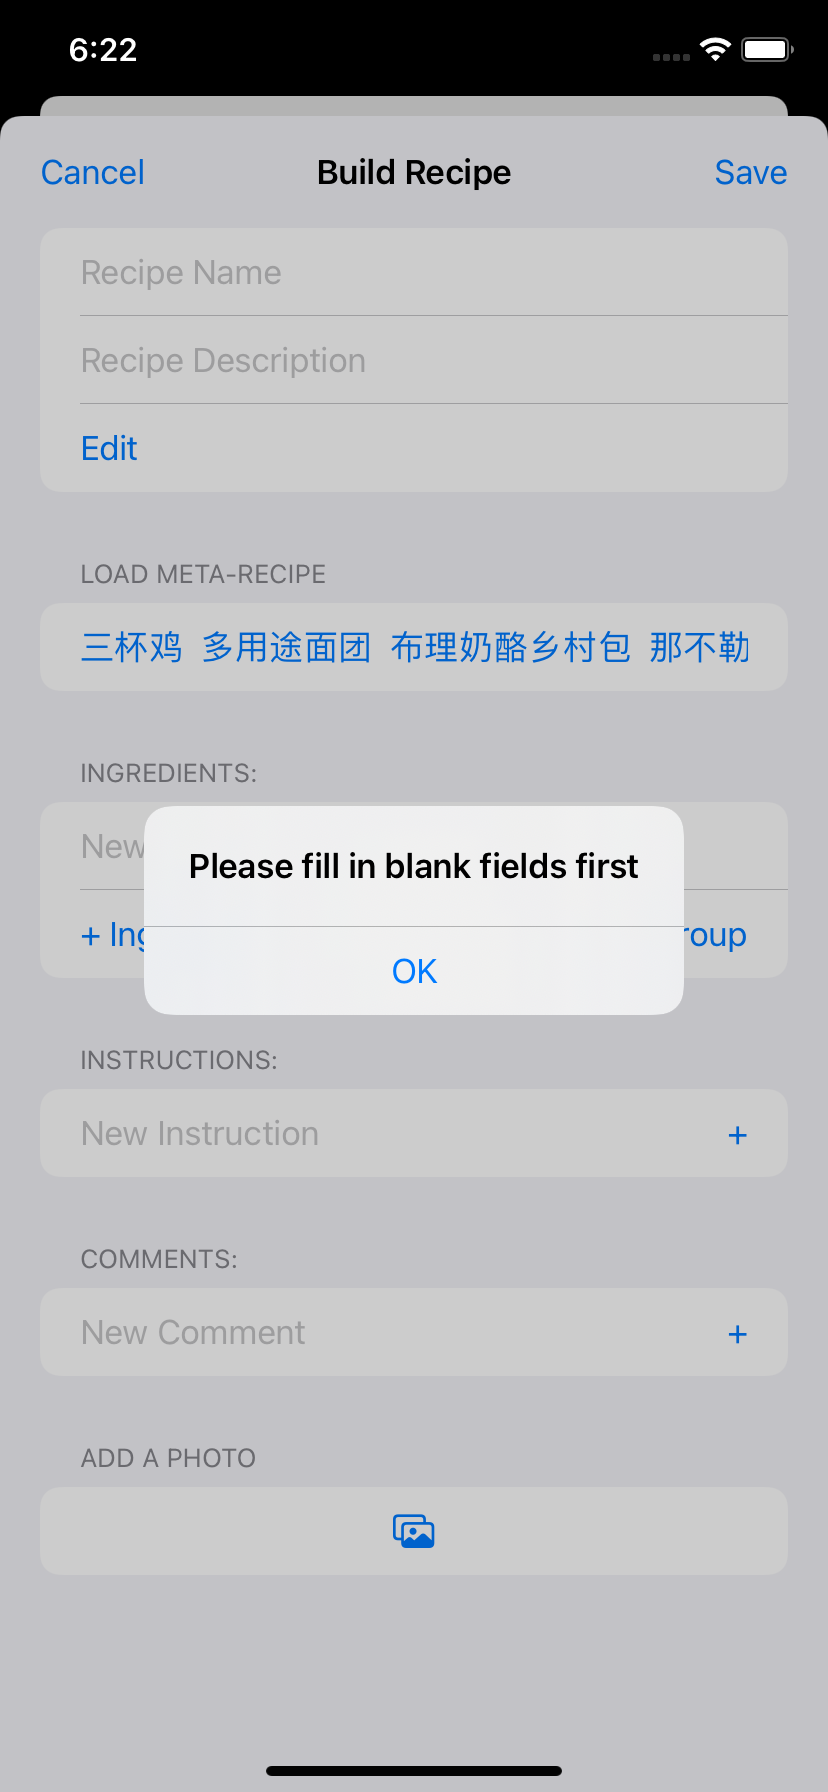 6:22
Cancel Build Recipe Save
Recipe Name
Recipe Description
Edit
LOAD META-RECIPE
三杯鸡 多用途面团 布理奶酪乡村包 那不勒
INGREDIENTS:
New
Please fill in blank fields first
+ Ing roup
OK
INSTRUCTIONS:
New Instruction +
COMMENTS:
New Comment +
ADD A PHOTO